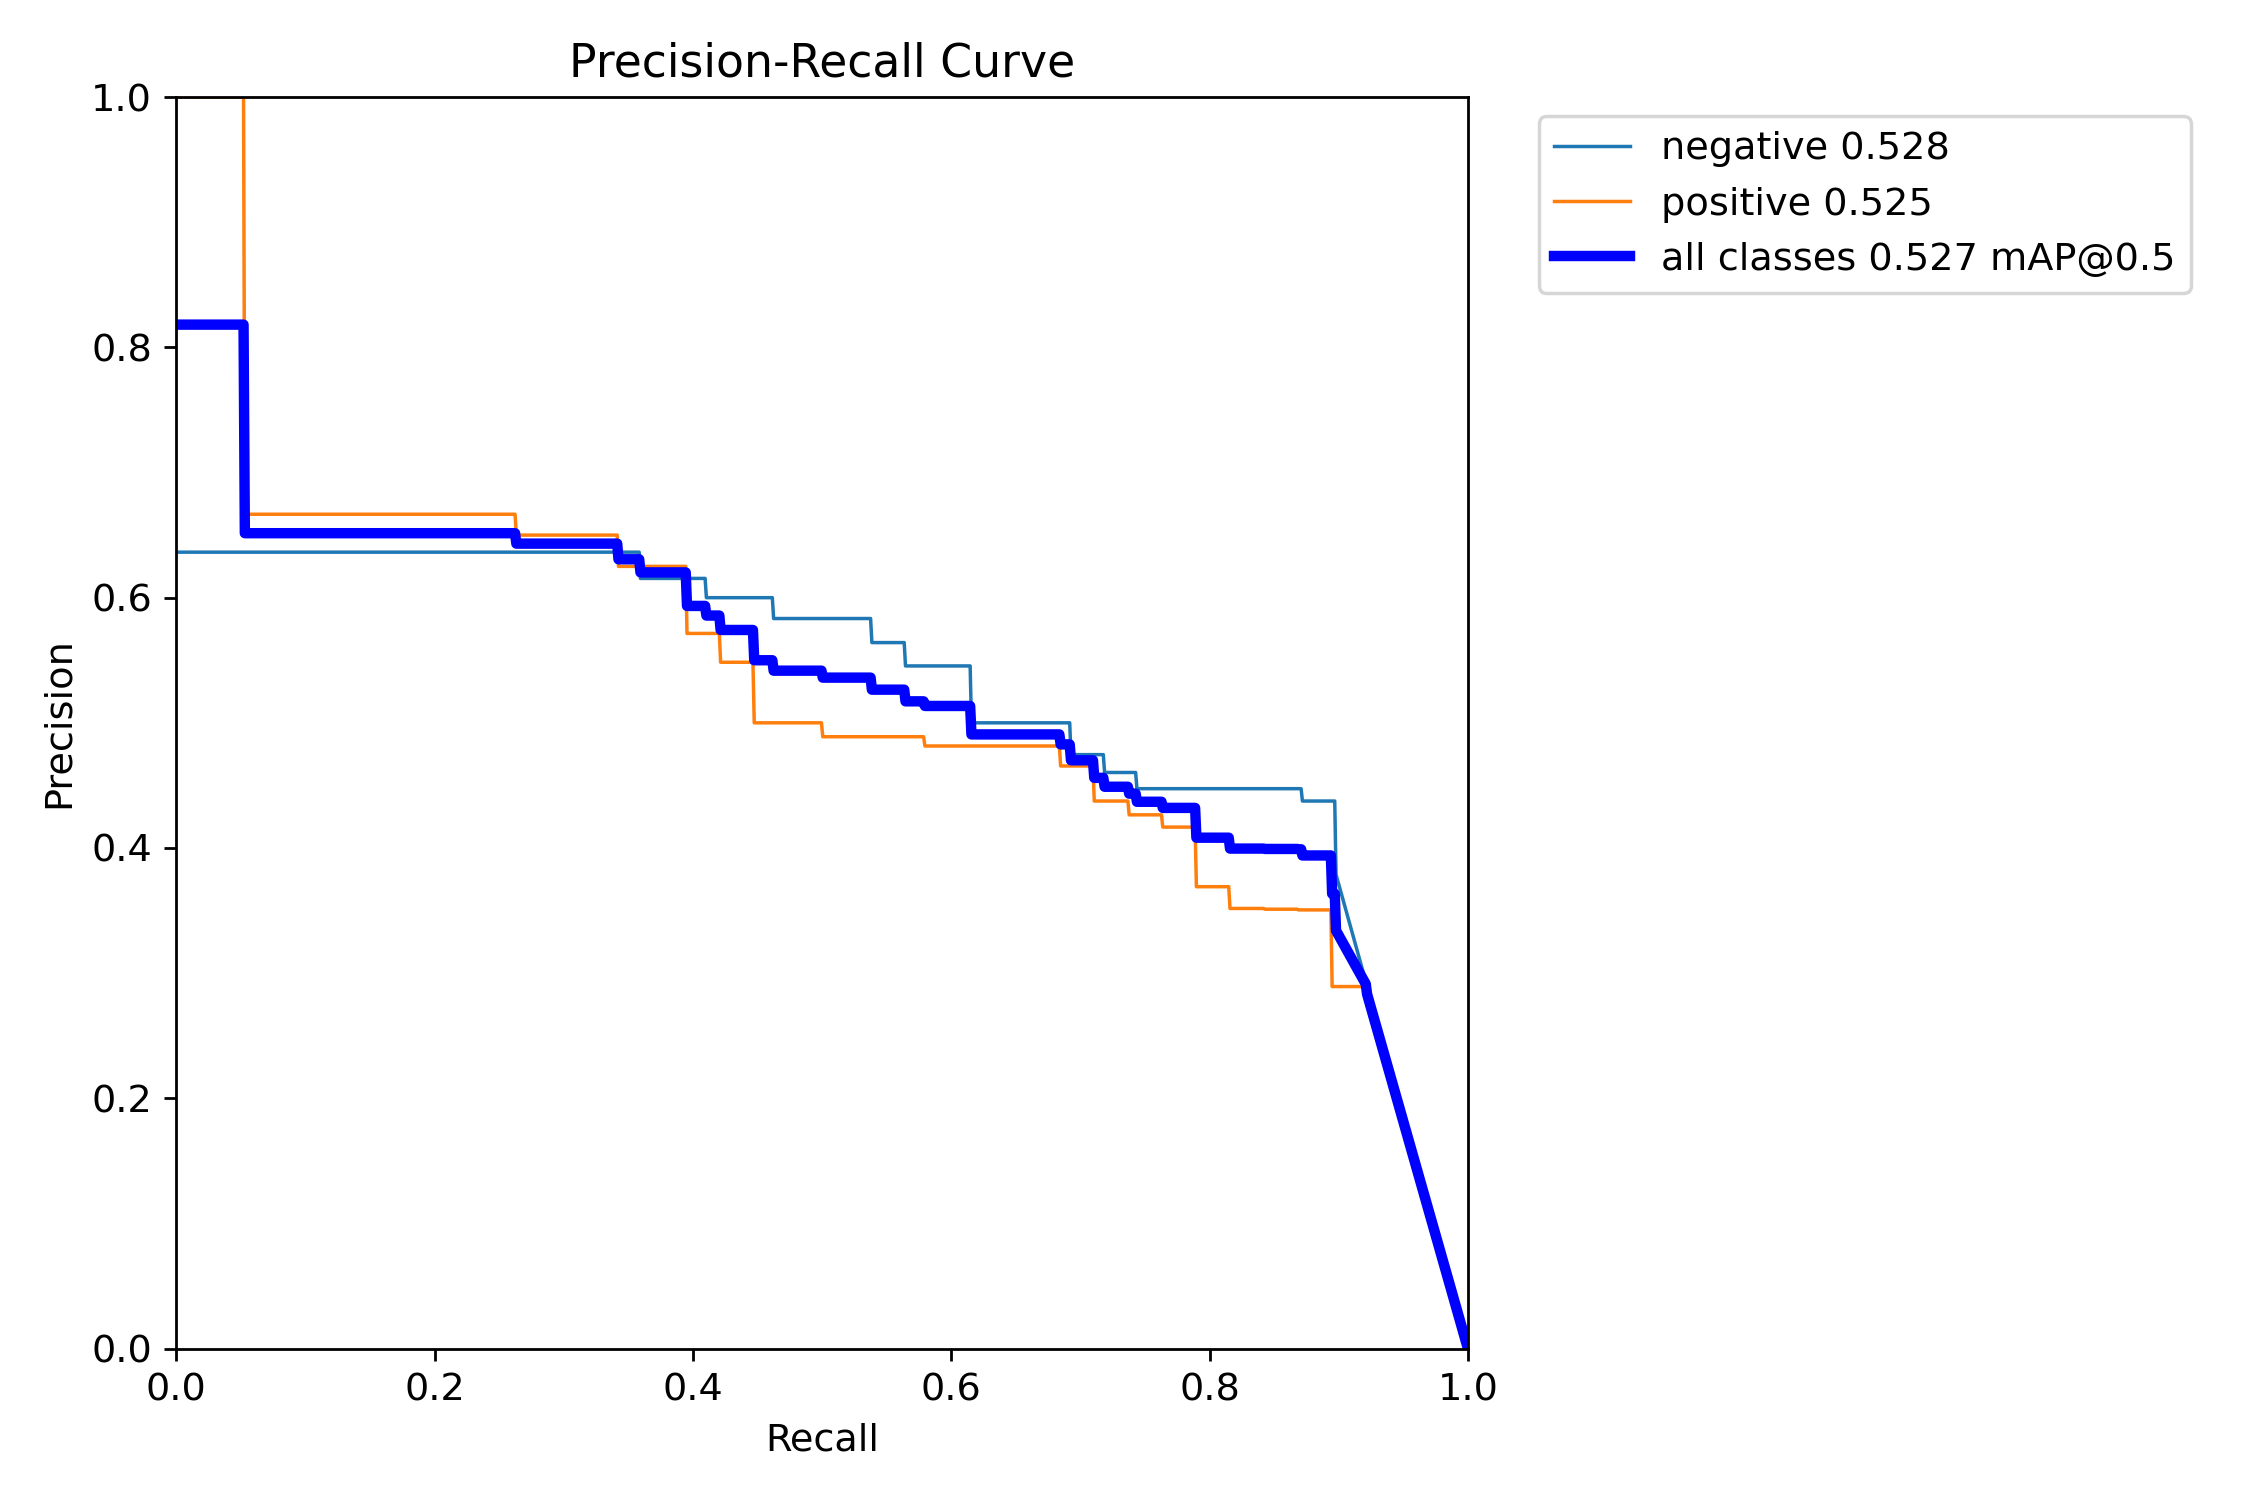 Precision-Recall Curve
1.0
0.8
0.6
0.4
0.2
0.0
Precision
0.0 0.2 0.4 0.6 0.8 1.0
Recall
negative 0.528
positive 0.525
all classes 0.527 mAP@0.5